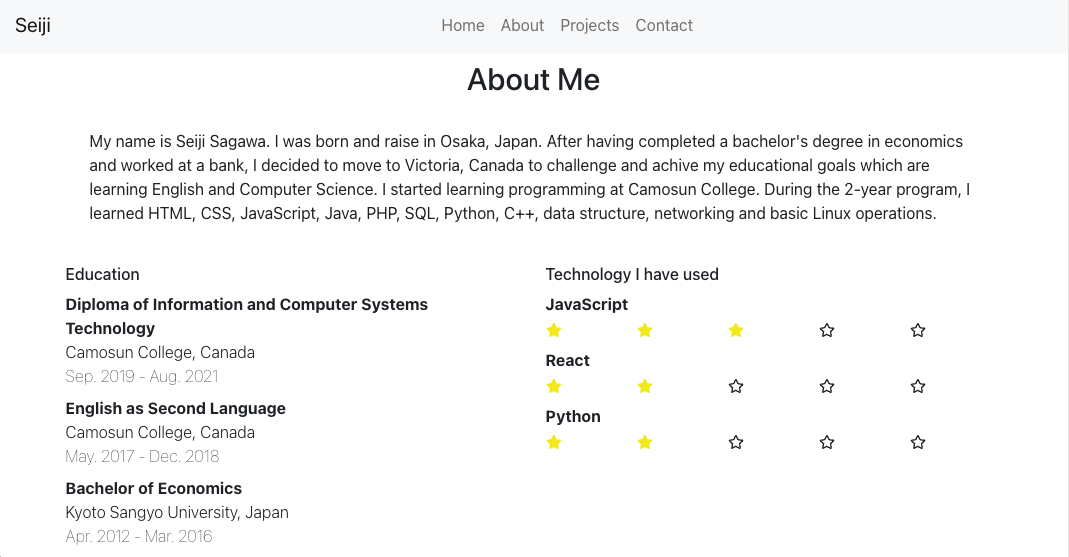 Seiji
Home About Projects Contact
About Me
My name is Seiji Sagawa. I was born and raise in Osaka, Japan. After having completed a bachelor's degree in economics
and worked at a bank, I decided to move to Victoria, Canada to challenge and achive my educational goals which are
learning English and Computer Science. I started learning programming at Camosun College. During the 2-year program, I
learned HTML, CSS, JavaScript, Java, PHP, SQL, Python, C++, data structure, networking and basic Linux operations.
Education
Diploma of Information and Computer Systems
Technology
Camosun College, Canada
Sep. 2019 - Aug. 2021
English as Second Language
Camosun College, Canada
May. 2017 - Dec. 2018
Bachelor of Economics
Kyoto Sangyo University, Japan
Apr. 2012 - Mar. 2016
Technology I have used
JavaScript
React
Python